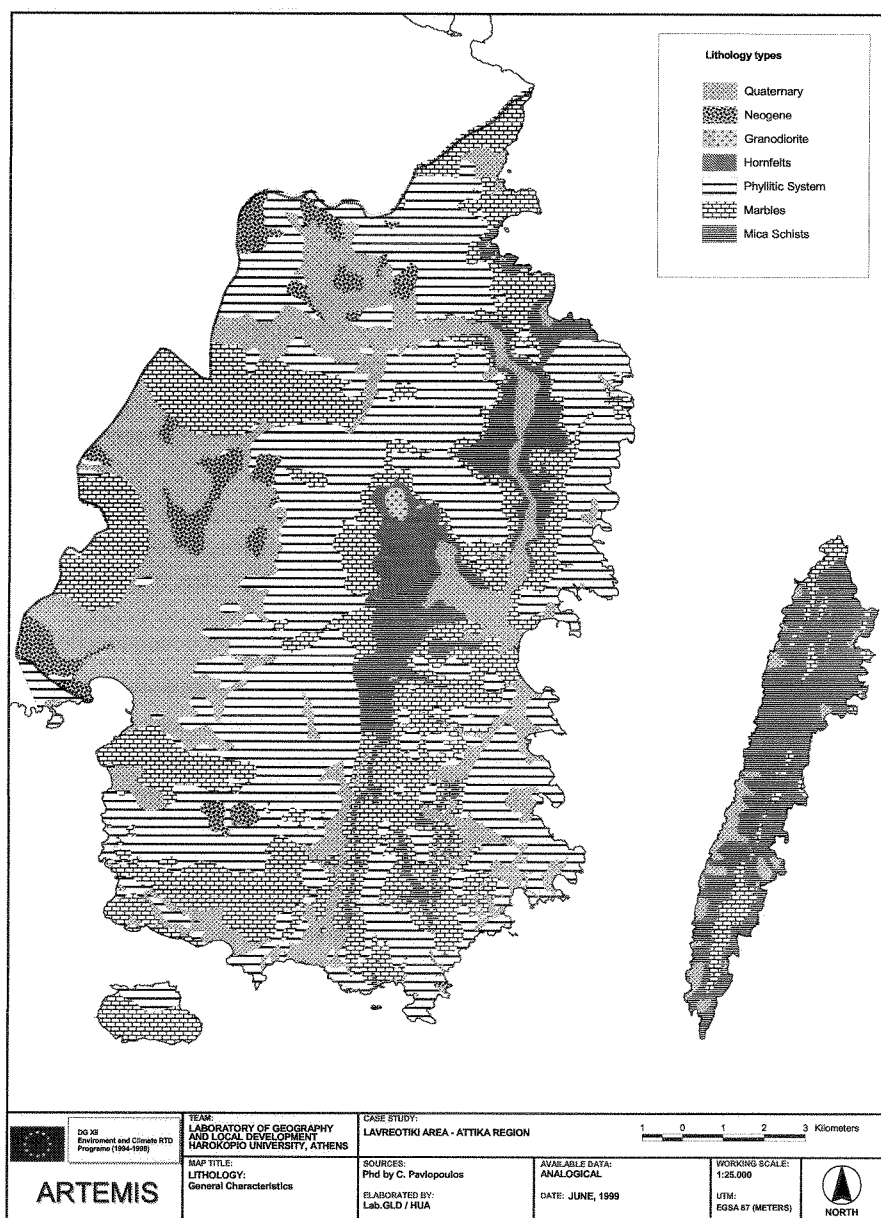 Lithology types
Quaternary
Neogene
Granodiorite
Hornfelts
Phyllitic System
Marbles
Mica Schists
DG XII
Enviroment and Climate RTD
Programo (1994-1998)
ARTEMIS
TEAM:
LABORATORY OF GEOGRAPHY
AND LOCAL DEVELOPMENT
HAROKOPIO UNIVERSITY, ATHENS
CASE STUDY:
LAVREOTIKI AREA - ATTIKA REGION
1 0 1 2 3 Kilometers
MAP TITLE:
LITHOLOGY:
General Characteristics
SOURCES:
Phd by C. Pavlopoulos
ELABORATED BY:
Lab.GLD / HUA
AVAILABLE DATA:
ANALOGICAL
DATE: JUNE, 1999
WORKING SCALE:
1:25.000
UTM:
EGSA 87 (METERS)
NORTH